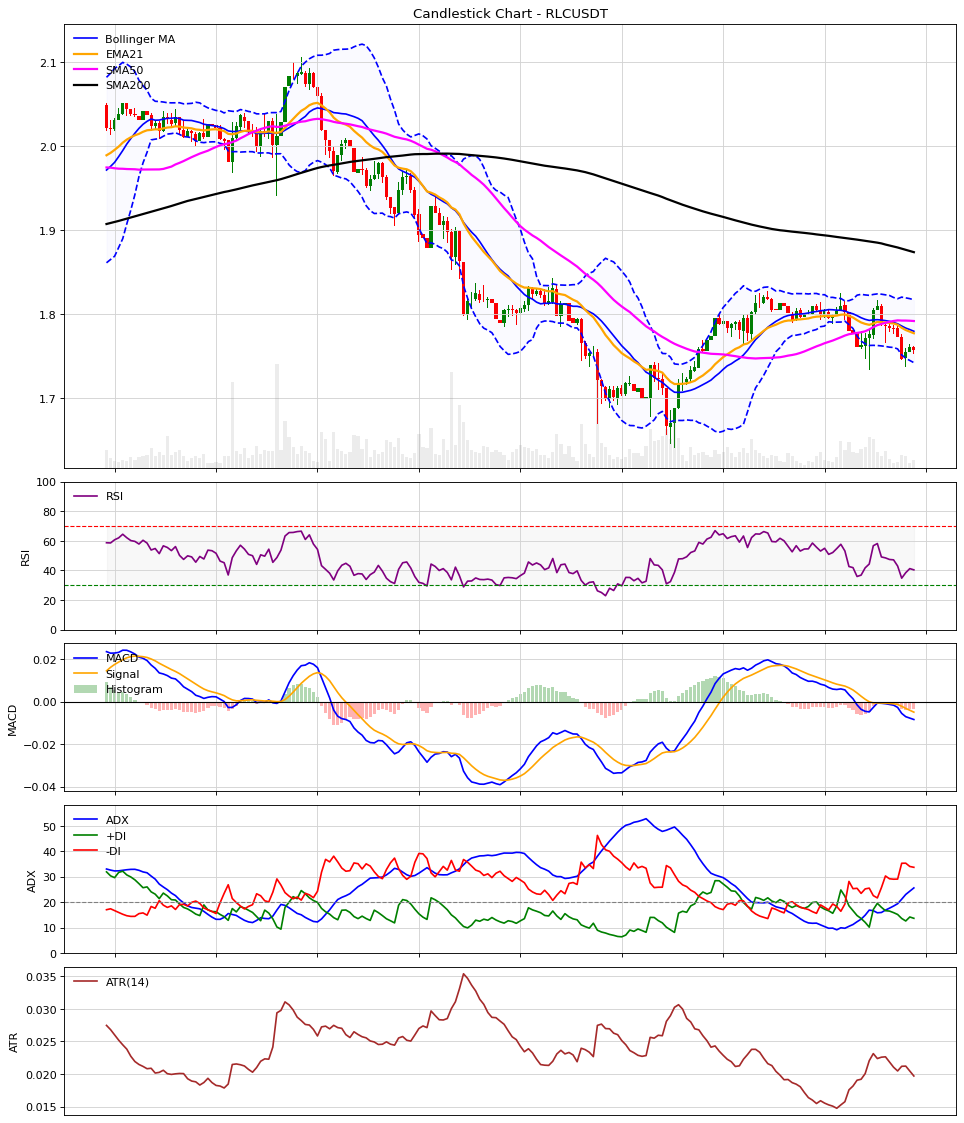 Candlestick Chart - RLCUSDT
Bollinger MA
EMA21
SMA50
SMA200
2.1
2.0
1.9
1.8
1.7
RSI
100
80
60
40
20
0
RSI
MACD
Signal
Histogram
0.02
0.00
−0.02
−0.04
MACD
ADX
+DI
-DI
50
40
30
20
10
0
ADX
ATR(14)
0.035
0.030
0.025
0.020
0.015
ATR